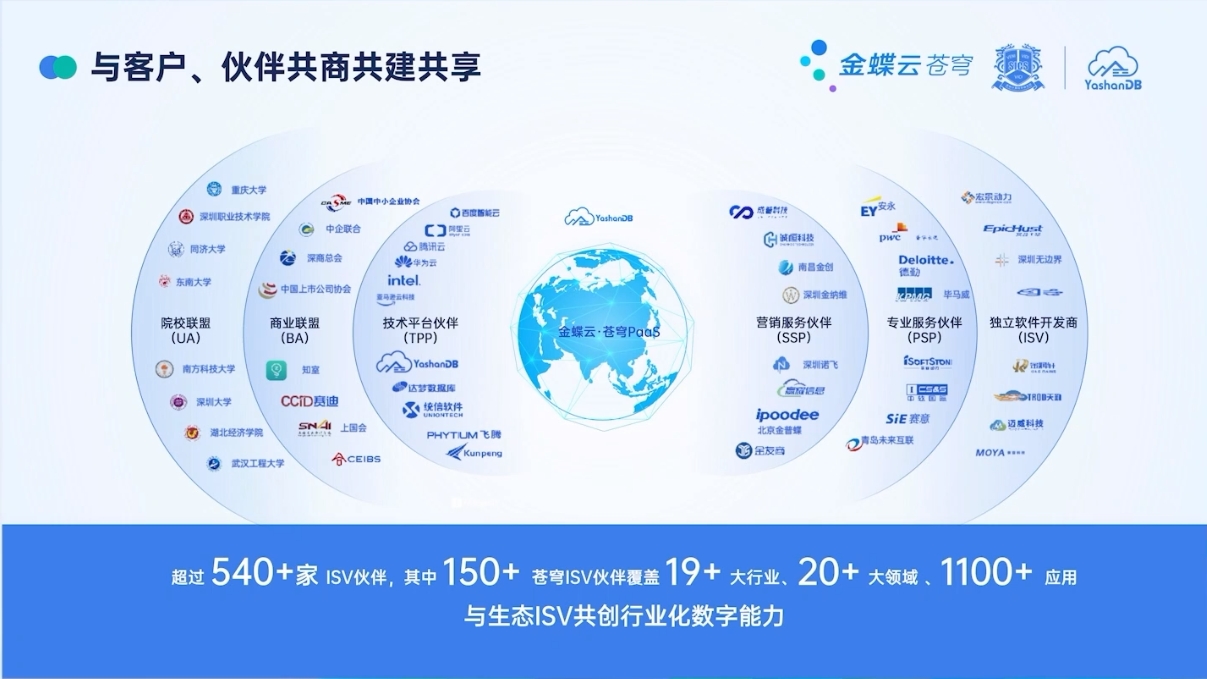 与客户、伙伴共商共建共享
金蝶云 苍穹
YashanDB
重庆大学
深圳职业技术学院
同济大学
东南大学
院校联盟
(UA)
南方科技大学
深圳大学
湖北经济学院
武汉工程大学
中国中小企业协会
中企联合
深商总会
中国上市公司协会
商业联盟
(BA)
知室
CCID赛迪
上国会
CEIBS
百度智能云
阿里云
腾讯云
华为云
intel.
亚马逊云科技
技术平台伙伴
(TPP)
YashanDB
达梦数据库
统信软件
UNIONTECH
PHYTIUM飞腾
Kunpeng
YashanDB
金蝶云·苍穹PaaS
南昌金创
深圳金纳维
营销服务伙伴
(SSP)
深圳诺飞
ipoodee
北京金普蝶
金友商
EY安永
pwc
Deloitte.
德勤
KPMG 毕马威
专业服务伙伴
(PSP)
iSOFTSTONE
SiE赛意
青岛未来互联
宏景动力
EpicHust
深圳无边界
独立软件开发商
(ISV)
迈威科技
MOYA
超过 540+家 ISV伙伴，其中 150+ 苍穹ISV伙伴覆盖 19+ 大行业、20+ 大领域、1100+ 应用
与生态ISV共创行业化数字能力